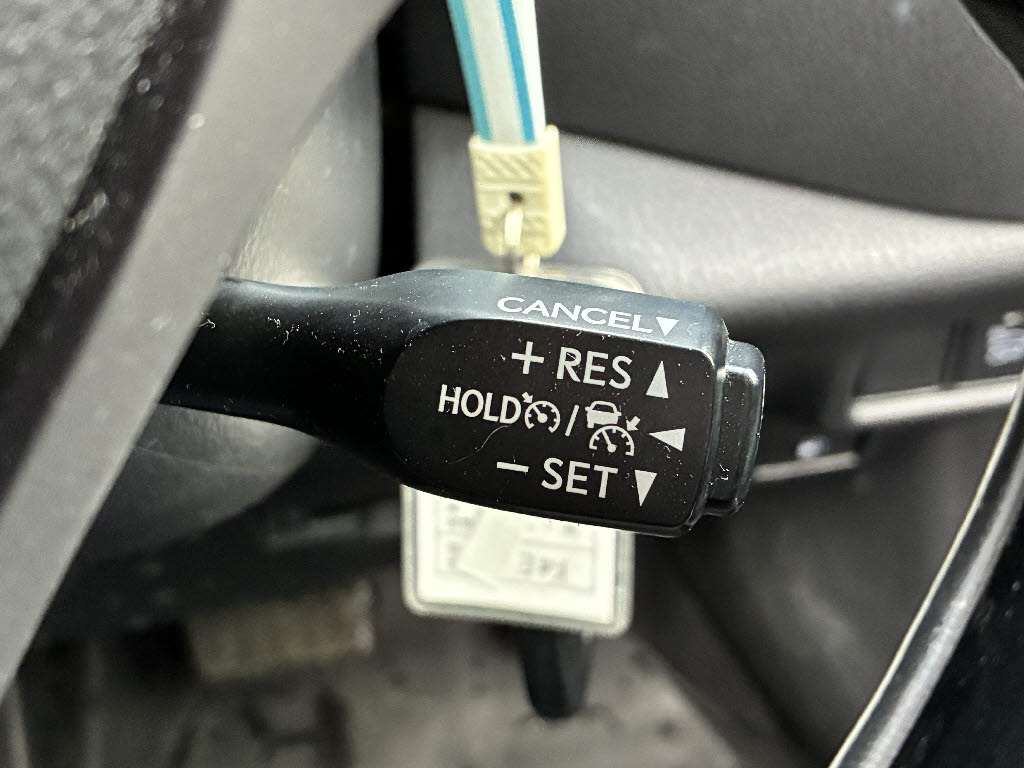 CANCEL▼
+ RES ▲
HOLD / ◀
− SET ▼